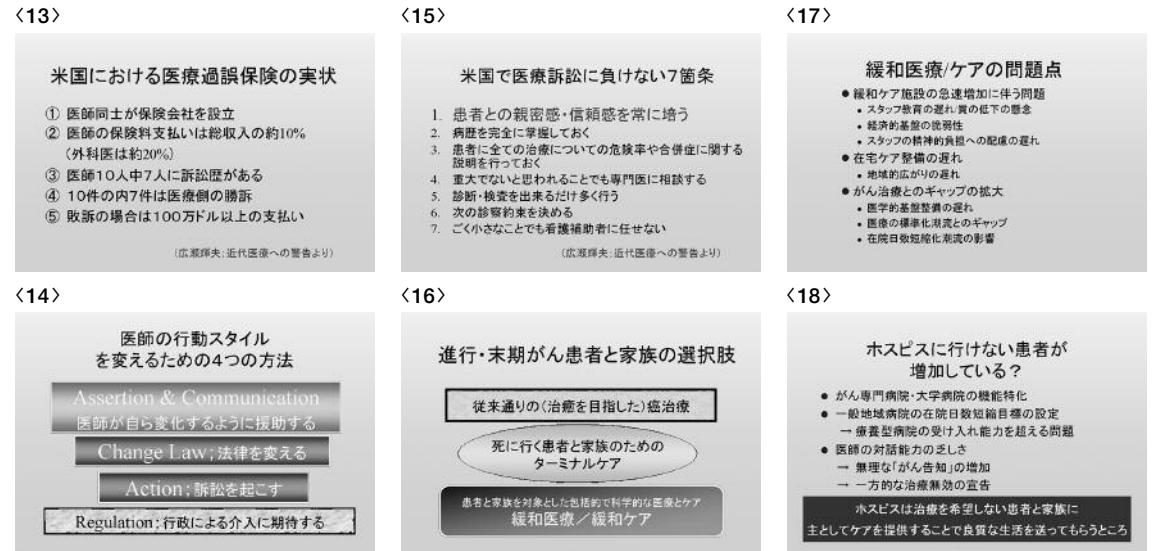 〈13〉
米国における医療過誤保険の実状
① 医師同士が保険会社を設立
② 医師の保険料支払いは総収入の約10%
(外科医は約20%)
③ 医師10人中7人に訴訟歴がある
④ 10件の内7件は医療側の勝訴
⑤ 敗訴の場合は100万ドル以上の支払い
(広瀬輝夫:近代医療への警告より)
〈14〉
医師の行動スタイル
を変えるための4つの方法
Assertion & Communication
医師が自ら変化するように援助する
Change Law;法律を変える
Action;訴訟を起こす
Regulation;行政による介入に期待する
〈15〉
米国で医療訴訟に負けない7箇条
1. 患者との親密感・信頼感を常に培う
2. 病歴を完全に掌握しておく
3. 患者に全ての治療についての危険率や合併症に関する
説明を行っておく
4. 重大でないと思われることでも専門医に相談する
5. 診断・検査を出来るだけ多く行う
6. 次の診察約束を決める
7. ごく小さなことでも看護補助者に任せない
(広瀬輝夫:近代医療への警告より)
〈16〉
進行・末期がん患者と家族の選択肢
従来通りの(治癒を目指した)癌治療
死に行く患者と家族のための
ターミナルケア
患者と家族を対象とした包括的で科学的な医療とケア
緩和医療/緩和ケア
〈17〉
緩和医療/ケアの問題点
● 緩和ケア施設の急速増加に伴う問題
• スタッフ教育の遅れ/質の低下の懸念
• 経済的基盤の脆弱性
• スタッフの精神的負担への配慮の遅れ
● 在宅ケア整備の遅れ
• 地域的広がりの遅れ
● がん治療とのギャップの拡大
• 医学的基盤整備の遅れ
• 医療の標準化潮流とのギャップ
• 在院日数短縮化潮流の影響
〈18〉
ホスピスに行けない患者が
増加している?
● がん専門病院・大学病院の機能特化
● 一般地域病院の在院日数短縮目標の設定
→ 療養型病院の受け入れ能力を超える問題
● 医師の対話能力の乏しさ
→ 無理な「がん告知」の増加
→ 一方的な治療無効の宣告
ホスピスは治療を希望しない患者と家族に
主としてケアを提供することで良質な生活を送ってもらうところ